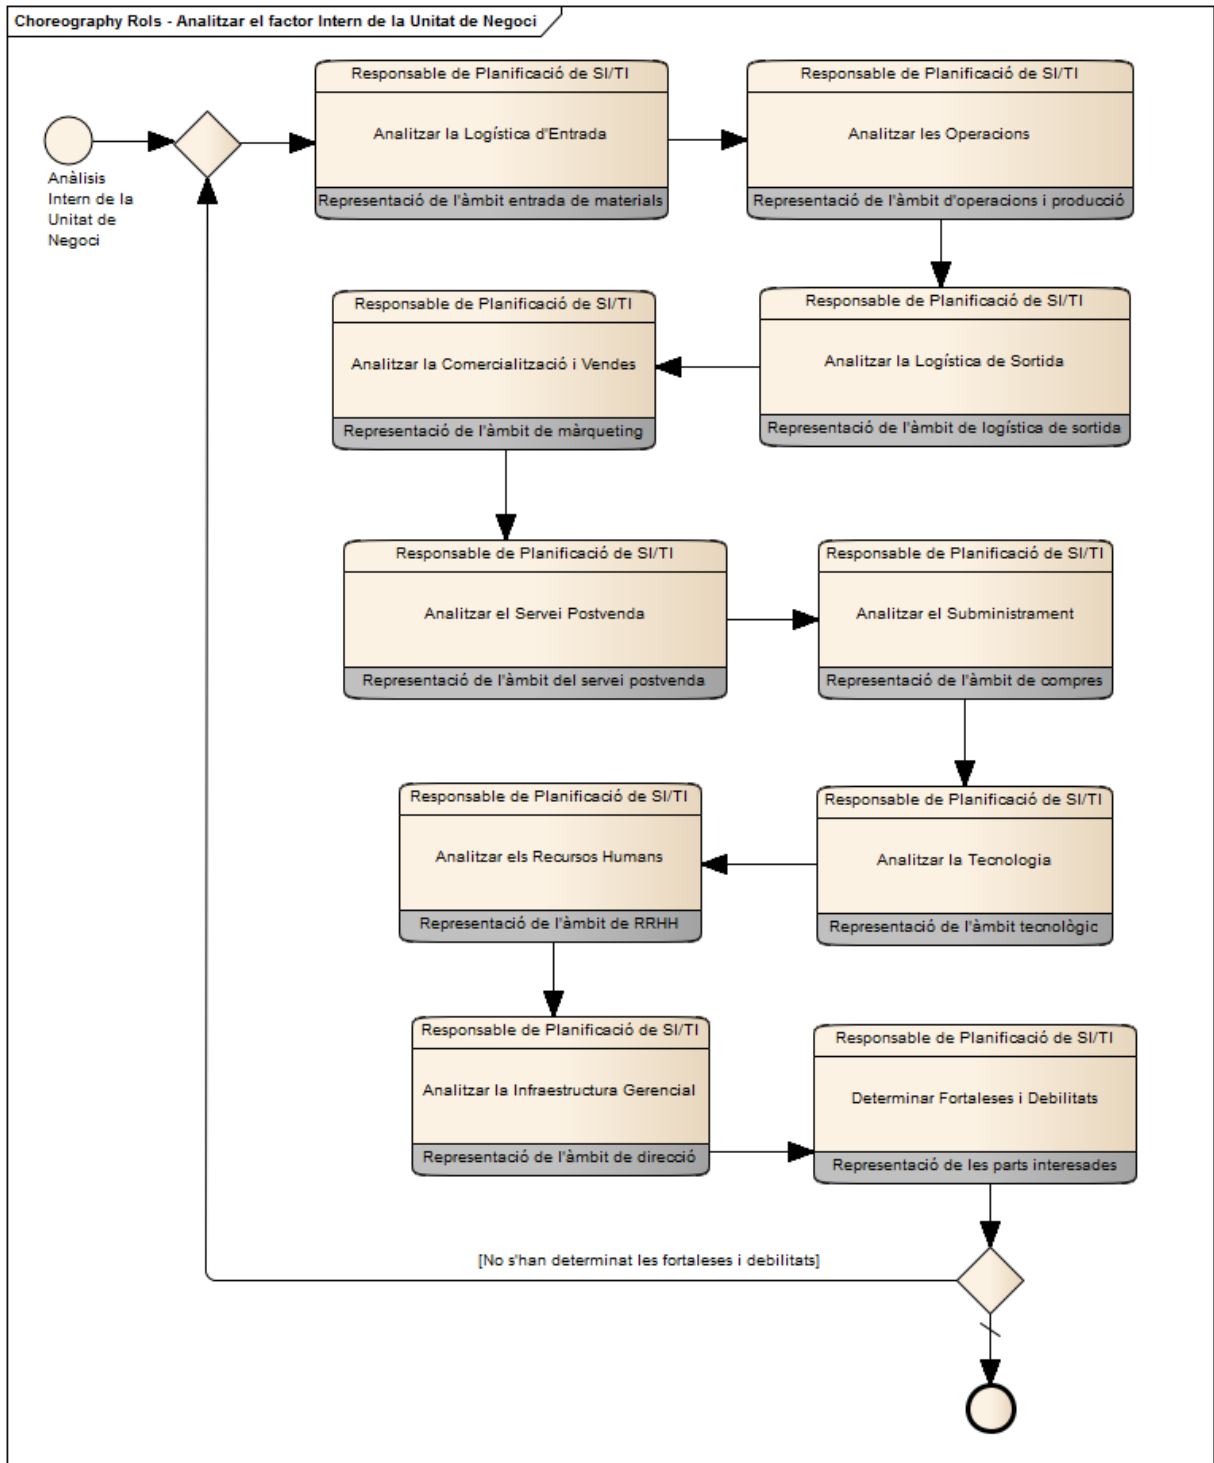 Choreography Rols - Analitzar el factor Intern de la Unitat de Negoci
Anàlisis
Intern de la
Unitat de
Negoci
Responsable de Planificació de SI/TI
Analitzar la Logística d'Entrada
Representació de l'àmbit entrada de materials
Responsable de Planificació de SI/TI
Analitzar les Operacions
Representació de l'àmbit d'operacions i producció
Responsable de Planificació de SI/TI
Analitzar la Logística de Sortida
Representació de l'àmbit de logística de sortida
Responsable de Planificació de SI/TI
Analitzar la Comercialització i Vendes
Representació de l'àmbit de màrqueting
Responsable de Planificació de SI/TI
Analitzar el Servei Postvenda
Representació de l'àmbit del servei postvenda
Responsable de Planificació de SI/TI
Analitzar el Subministrament
Representació de l'àmbit de compres
Responsable de Planificació de SI/TI
Analitzar la Tecnologia
Representació de l'àmbit tecnològic
Responsable de Planificació de SI/TI
Analitzar els Recursos Humans
Representació de l'àmbit de RRHH
Responsable de Planificació de SI/TI
Analitzar la Infraestructura Gerencial
Representació de l'àmbit de direcció
Responsable de Planificació de SI/TI
Determinar Fortaleses i Debilitats
Representació de les parts interesades
[No s'han determinat les fortaleses i debilitats]